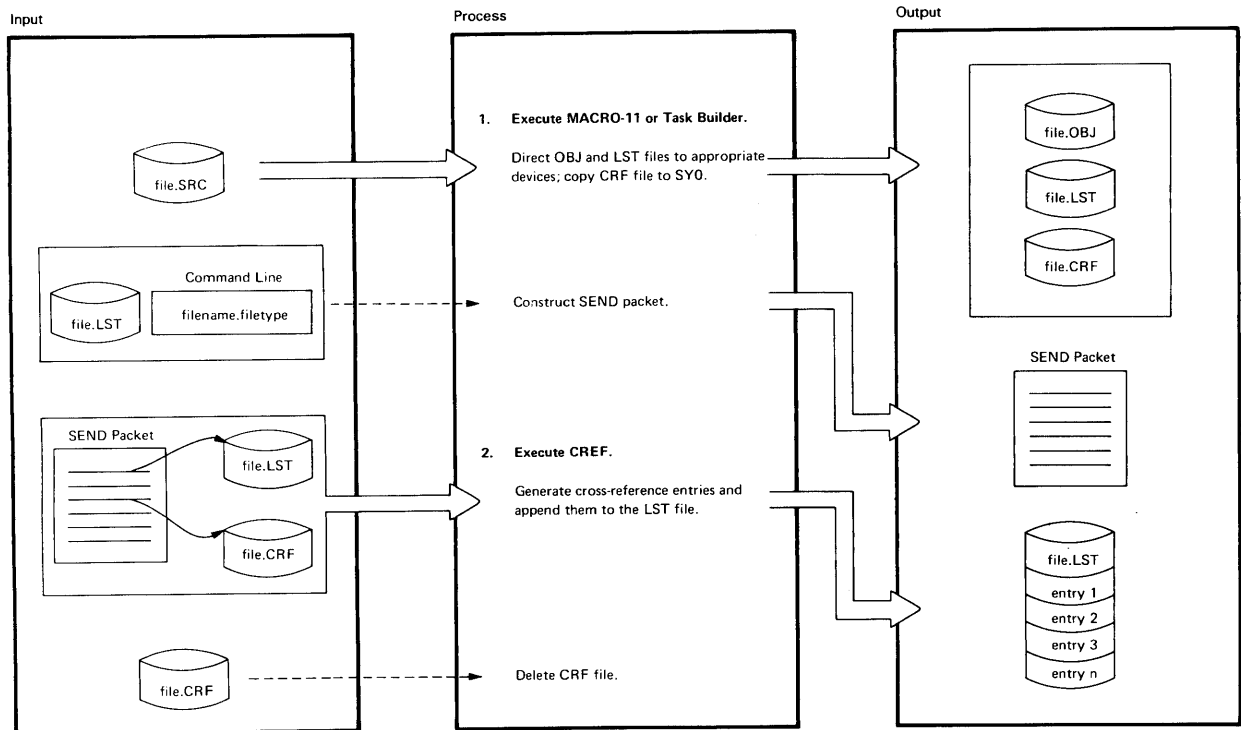 Input
file.SRC
Command Line
file.LST
filename.filetype
SEND Packet
file.LST
file.CRF
file.CRF
Process
1. Execute MACRO-11 or Task Builder.
Direct OBJ and LST files to appropriate
devices; copy CRF file to SY0.
Construct SEND packet.
2. Execute CREF.
Generate cross-reference entries and
append them to the LST file.
Delete CRF file.
Output
file.OBJ
file.LST
file.CRF
SEND Packet
file.LST
entry 1
entry 2
entry 3
entry n